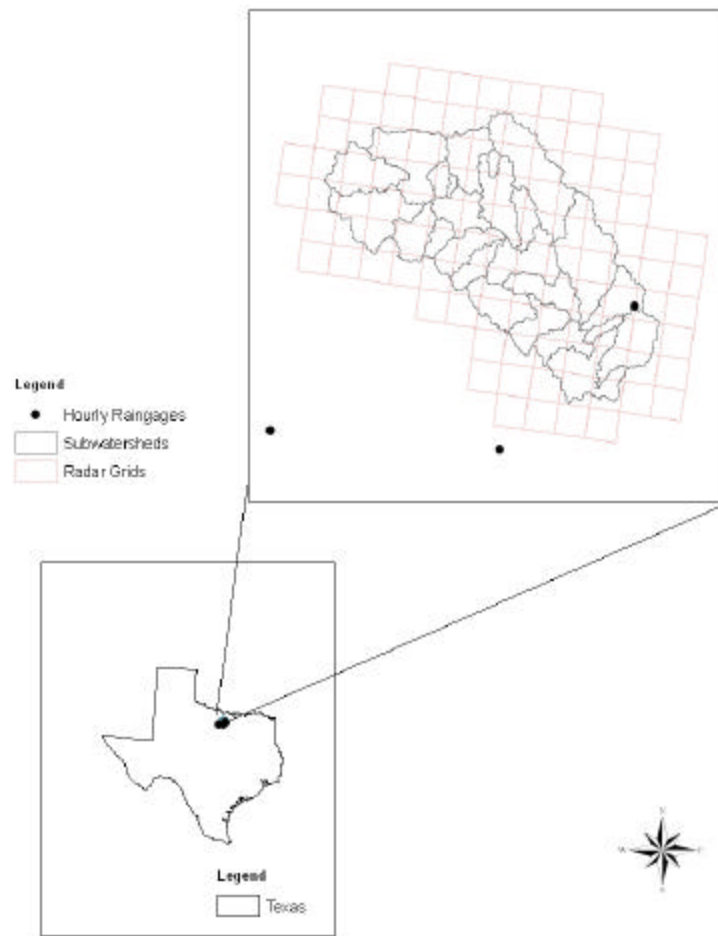 Legend
Hourly Raingages
Subwatersheds
Radar Grids
Legend
Texas
N
W
E
S